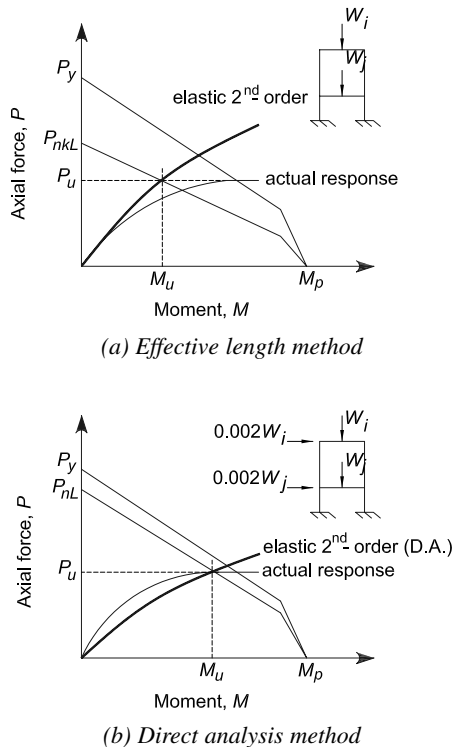 W_i
W_j
P_y
elastic 2nd-order
P_nkL
P_u
actual response
Axial force, P
M_u
M_p
Moment, M
(a) Effective length method
W_i
0.002W_i
W_j
0.002W_j
P_y
P_nL
elastic 2nd-order (D.A.)
P_u
actual response
Axial force, P
M_u
M_p
Moment, M
(b) Direct analysis method